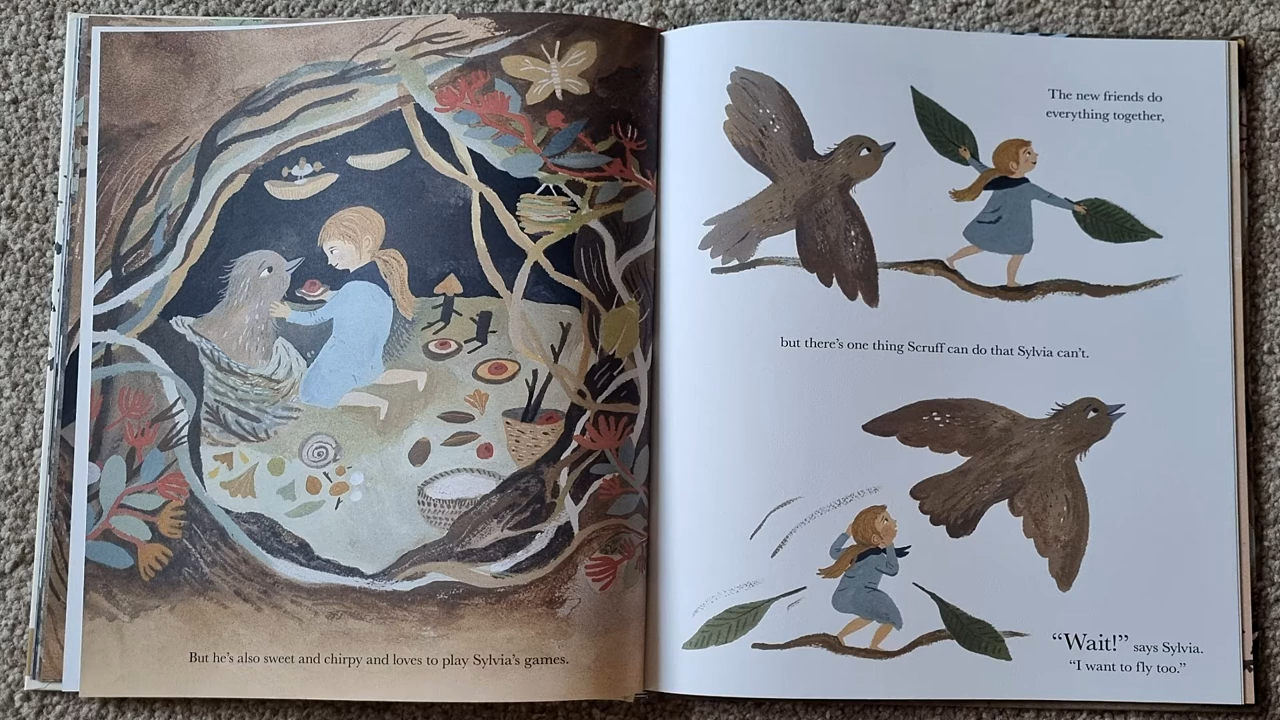 But he's also sweet and chirpy and loves to play Sylvia's games.
The new friends do
everything together,
but there's one thing Scruff can do that Sylvia can't.
“Wait!” says Sylvia.
“I want to fly too.”